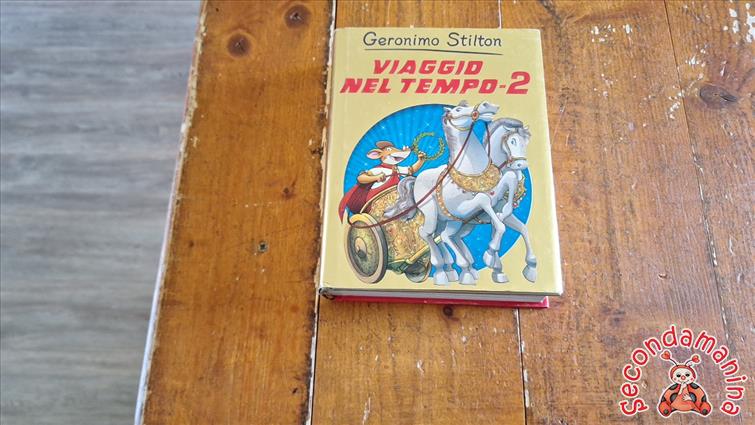 Geronimo Stilton
VIAGGIO
NEL TEMPO-2
Secondamanina